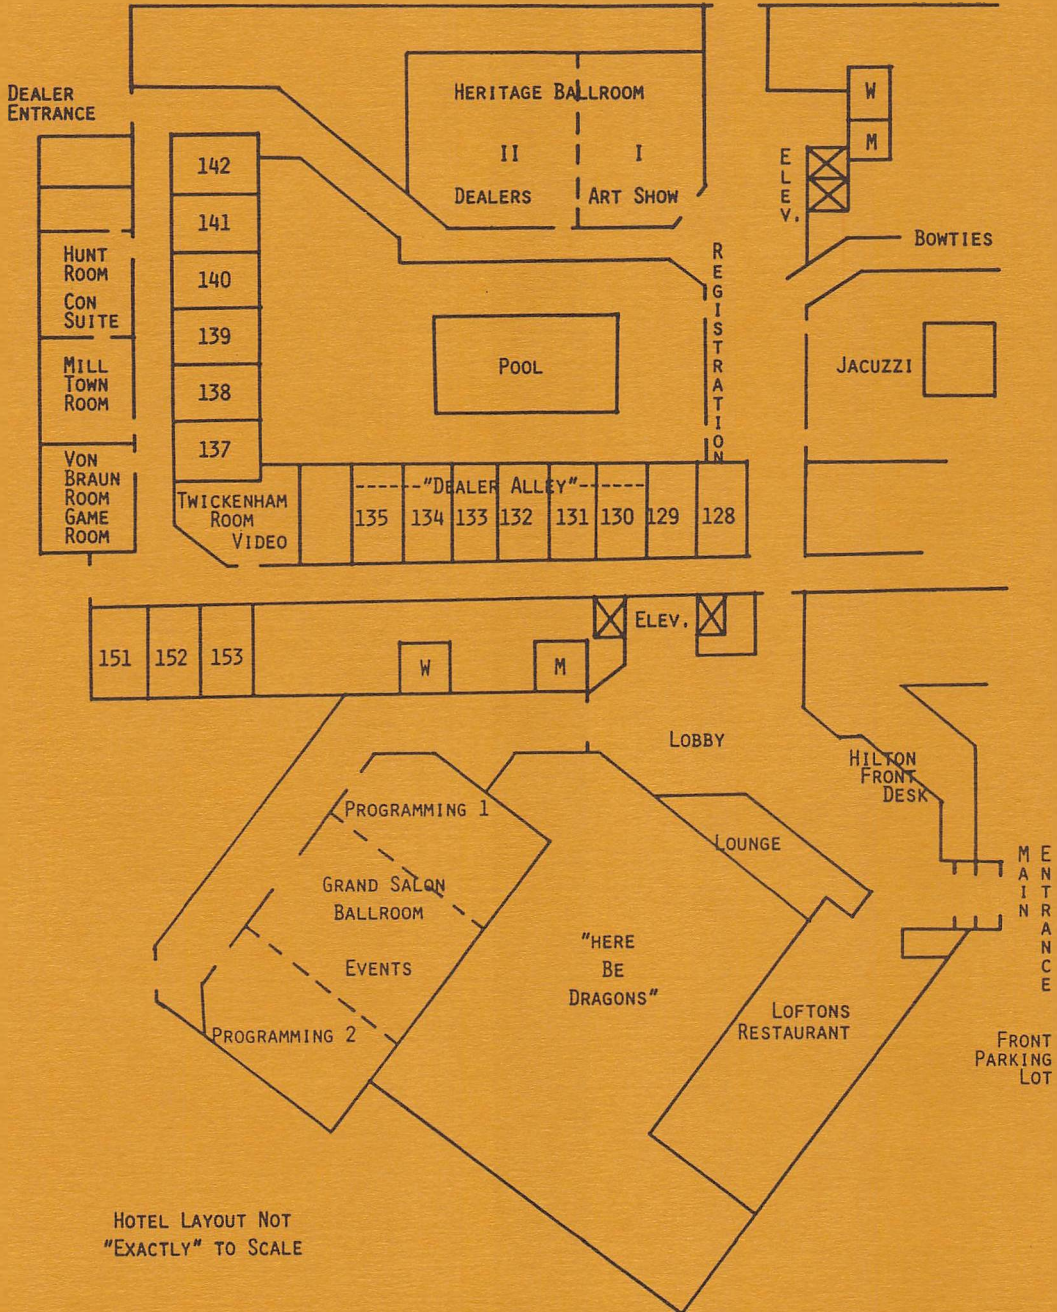 DEALER
ENTRANCE
HERITAGE BALLROOM
II
I
DEALERS
ART SHOW
W
M
ELEV.
BOWTIES
142
141
140
139
138
137
HUNT
ROOM
CON
SUITE
MILL
TOWN
ROOM
VON
BRAUN
ROOM
GAME
ROOM
REGISTRATION
POOL
JACUZZI
------"DEALER ALLEY"------
TWICKENHAM
ROOM
VIDEO
135
134
133
132
131
130
129
128
151
152
153
W
M
ELEV.
LOBBY
HILTON
FRONT
DESK
PROGRAMMING 1
LOUNGE
GRAND SALON
BALLROOM
EVENTS
PROGRAMMING 2
"HERE
BE
DRAGONS"
LOFTONS
RESTAURANT
MAIN
ENTRANCE
FRONT
PARKING
LOT
HOTEL LAYOUT NOT
"EXACTLY" TO SCALE